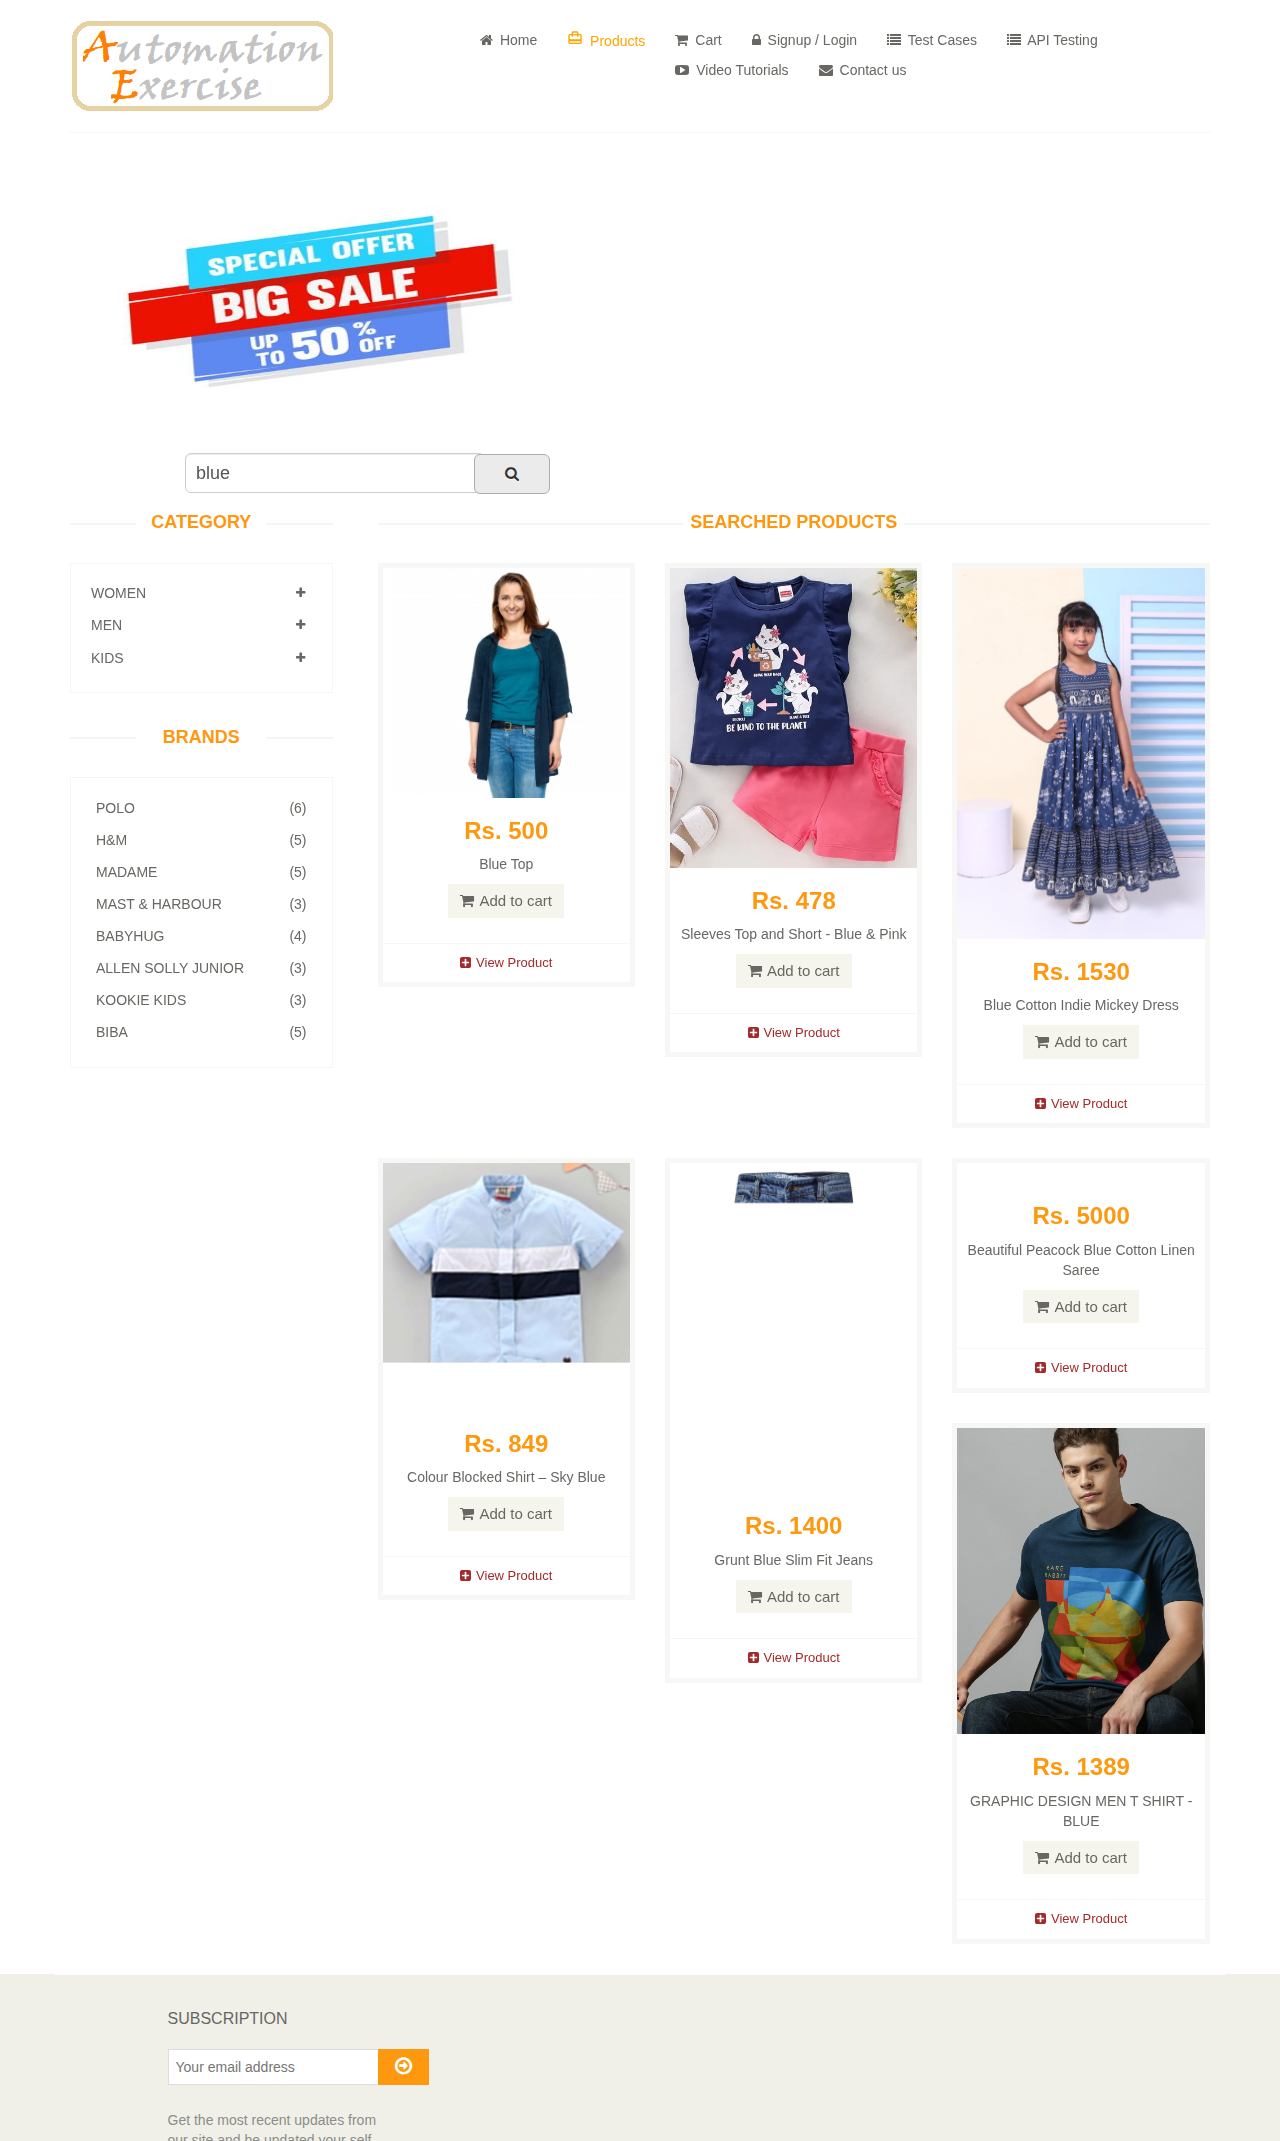 Automation
Exercise
Home
Products
Cart
Signup / Login
Test Cases
API Testing
Video Tutorials
Contact us
SPECIAL OFFER
BIG SALE
UP TO 50% OFF
blue
CATEGORY
WOMEN
MEN
KIDS
BRANDS
POLO (6)
H&M (5)
MADAME (5)
MAST & HARBOUR (3)
BABYHUG (4)
ALLEN SOLLY JUNIOR (3)
KOOKIE KIDS (3)
BIBA (5)
SEARCHED PRODUCTS
Rs. 500
Blue Top
Add to cart
View Product
BE KIND TO THE PLANET
Rs. 478
Sleeves Top and Short - Blue & Pink
Add to cart
View Product
Rs. 1530
Blue Cotton Indie Mickey Dress
Add to cart
View Product
Rs. 849
Colour Blocked Shirt – Sky Blue
Add to cart
View Product
Rs. 1400
Grunt Blue Slim Fit Jeans
Add to cart
View Product
Rs. 5000
Beautiful Peacock Blue Cotton Linen
Saree
Add to cart
View Product
HARE
RABBIT
Rs. 1389
GRAPHIC DESIGN MEN T SHIRT -
BLUE
Add to cart
View Product
SUBSCRIPTION
Your email address
Get the most recent updates from
our site and be updated your self